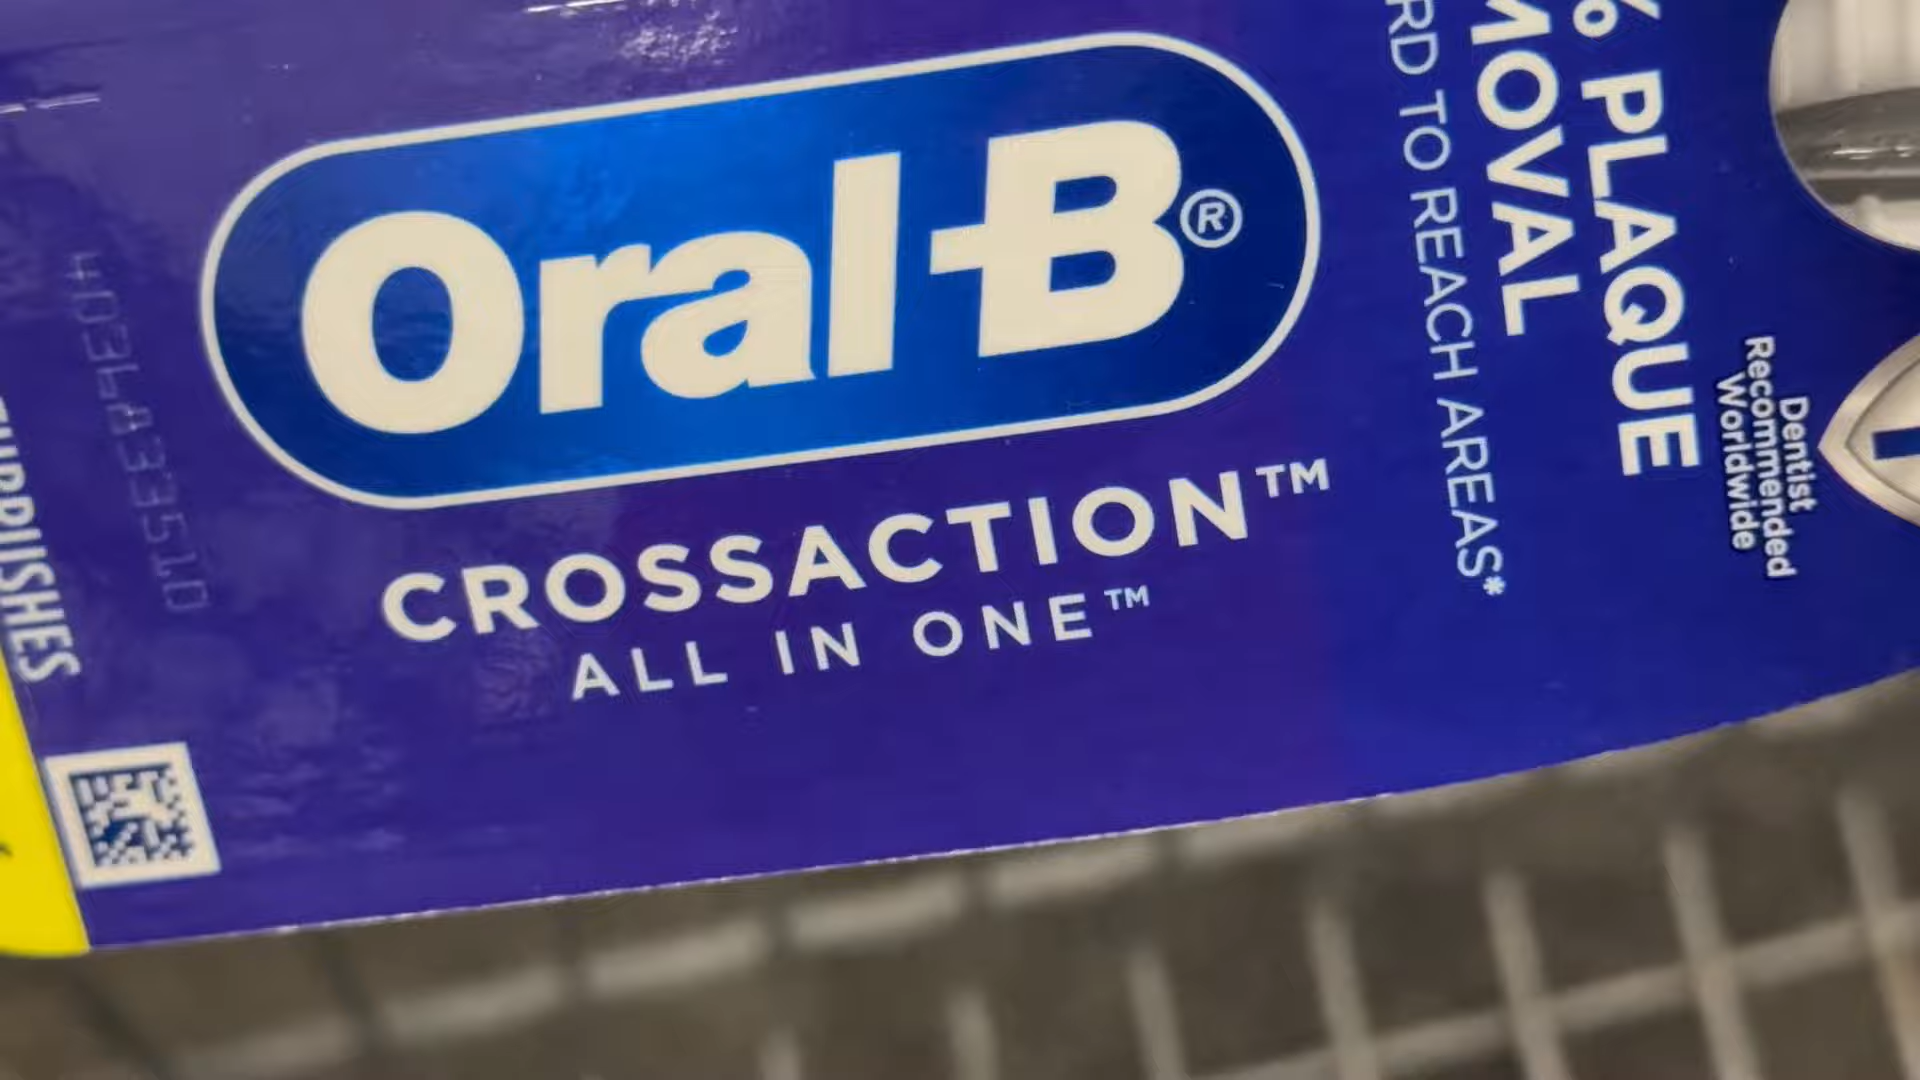 Oral-B®
CROSSACTION™
ALL IN ONE™
% PLAQUE
MOVAL
RD TO REACH AREAS*
Dentist
Recommended
Worldwide